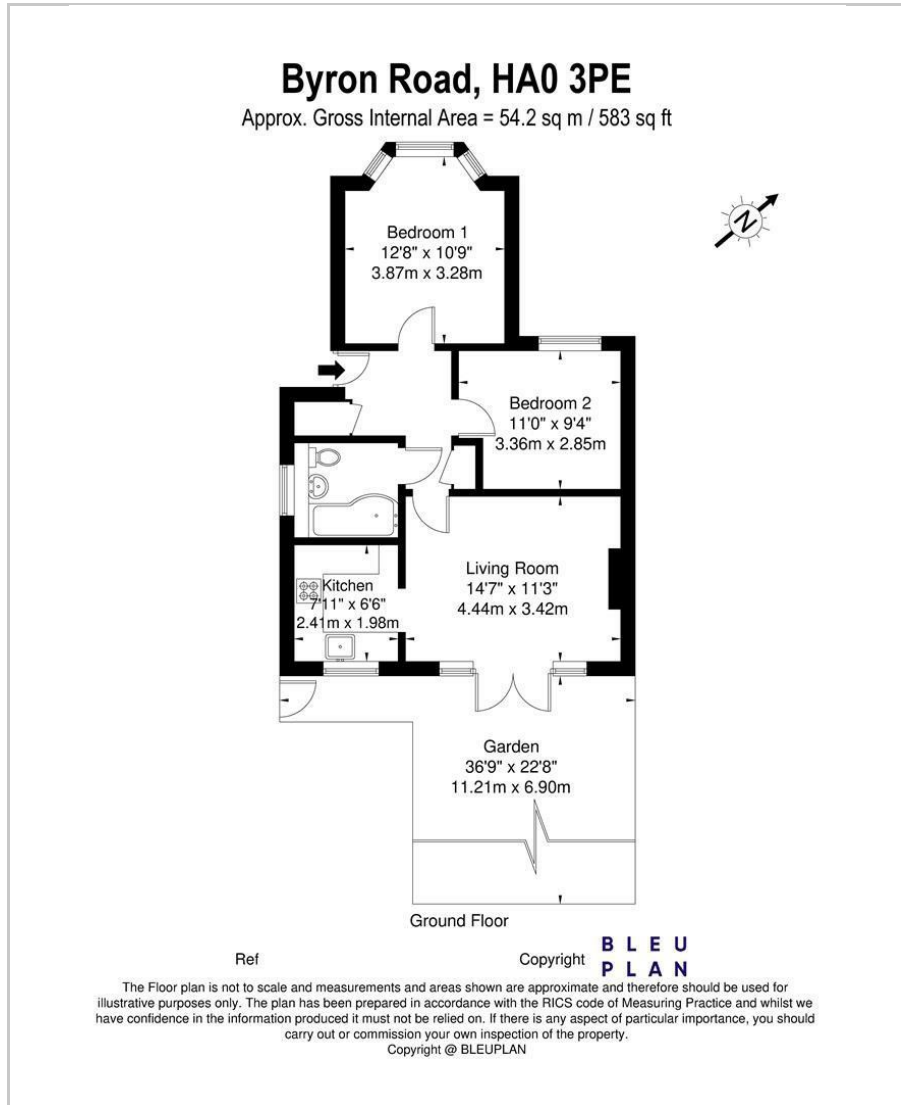 Byron Road, HA0 3PE
Approx. Gross Internal Area = 54.2 sq m / 583 sq ft
N
Bedroom 1
12'8" x 10'9"
3.87m x 3.28m
Bedroom 2
11'0" x 9'4"
3.36m x 2.85m
Living Room
14'7" x 11'3"
4.44m x 3.42m
Kitchen
7'11" x 6'6"
2.41m x 1.98m
Garden
36'9" x 22'8"
11.21m x 6.90m
Ground Floor
Ref
Copyright
BLEU
PLAN
The Floor plan is not to scale and measurements and areas shown are approximate and therefore should be used for
illustrative purposes only. The plan has been prepared in accordance with the RICS code of Measuring Practice and whilst we
have confidence in the information produced it must not be relied on. If there is any aspect of particular importance, you should
carry out or commission your own inspection of the property.
Copyright @ BLEUPLAN